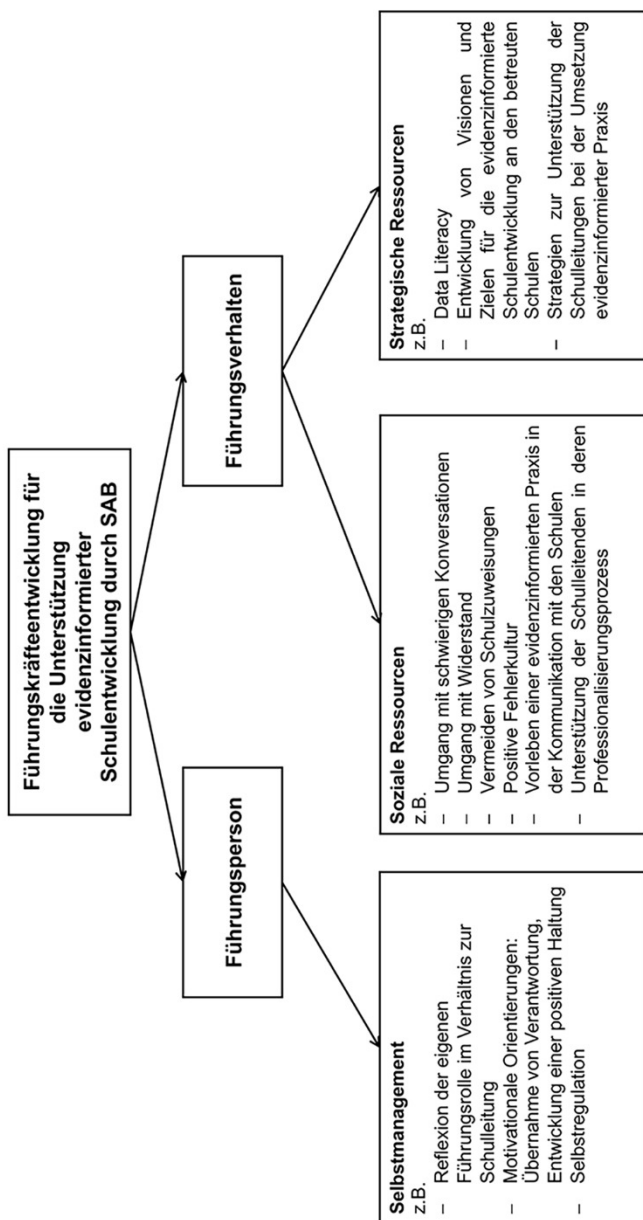 Führungskräfteentwicklung für
die Unterstützung
evidenzinformierter
Schulentwicklung durch SAB
Führungsperson
Führungsverhalten
Selbstmanagement
z.B.
– Reflexion der eigenen
Führungsrolle im Verhältnis zur
Schulleitung
– Motivationale Orientierungen:
Übernahme von Verantwortung,
Entwicklung einer positiven Haltung
– Selbstregulation
Soziale Ressourcen
z.B.
– Umgang mit schwierigen Konversationen
– Umgang mit Widerstand
– Vermeiden von Schulzuweisungen
– Positive Fehlerkultur
– Vorleben einer evidenzinformierten Praxis in
der Kommunikation mit den Schulen
– Unterstützung der Schulleitenden in deren
Professionalisierungsprozess
Strategische Ressourcen
z.B.
– Data Literacy
– Entwicklung von Visionen und
Zielen für die evidenzinformierte
Schulentwicklung an den betreuten
Schulen
– Strategien zur Unterstützung der
Schulleitungen bei der Umsetzung
evidenzinformierter Praxis